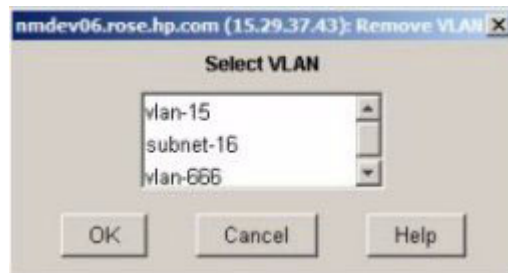 nmdev06.rose.hp.com (15.29.37.43): Remove VLAN
Select VLAN
vlan-15
subnet-16
vlan-666
OK Cancel Help